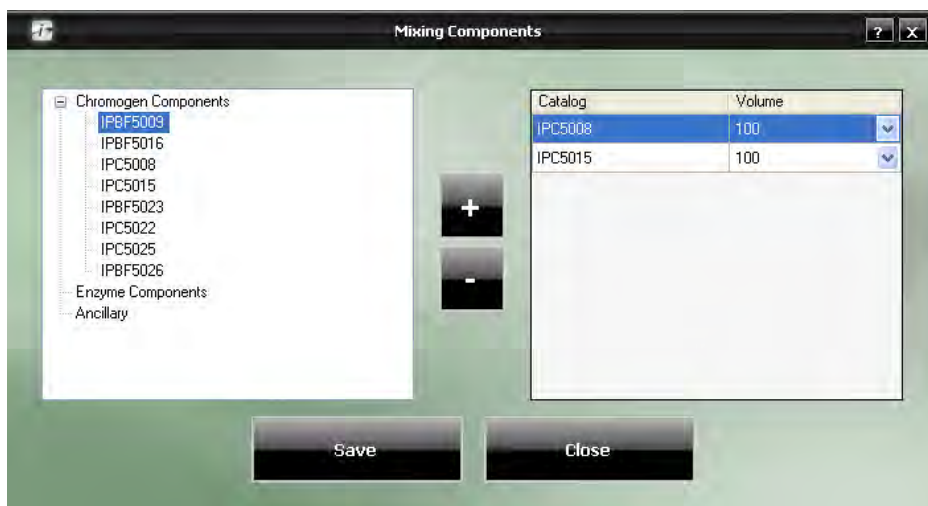 Mixing Components
? X
Chromogen Components
IPBF5009
IPBF5016
IPC5008
IPC5015
IPBF5023
IPC5022
IPC5025
IPBF5026
Enzyme Components
Ancillary
+
-
Catalog Volume
IPC5008 100
IPC5015 100
Save Close